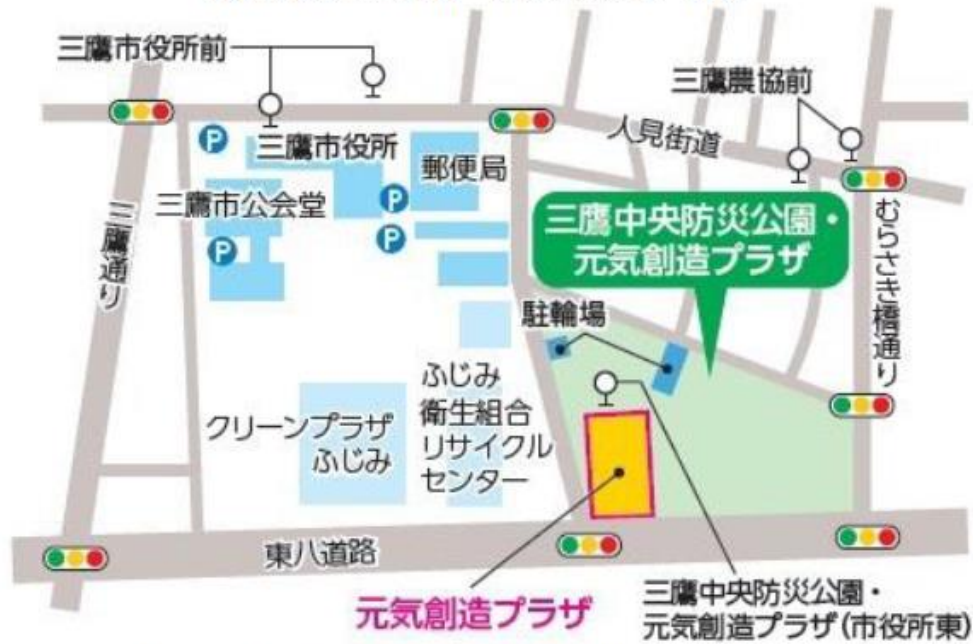 三鷹市役所前
三鷹農協前
人見街道
三鷹市役所
郵便局
三鷹市公会堂
P
P
P
P
三鷹通り
三鷹中央防災公園・
元気創造プラザ
むらさき橋通り
駐輪場
ふじみ
衛生組合
リサイクル
センター
クリーンプラザ
ふじみ
東八道路
元気創造プラザ
三鷹中央防災公園・
元気創造プラザ(市役所東)